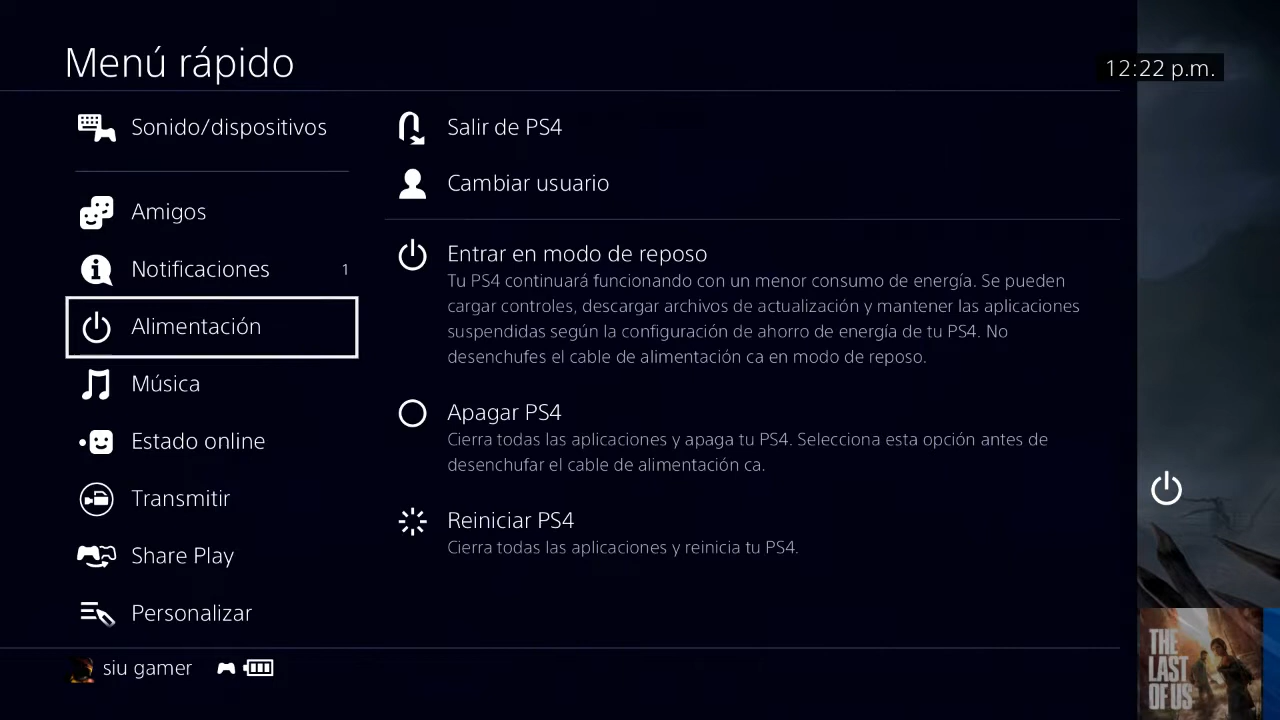 Menú rápido
12:22 p.m.
Sonido/dispositivos
Amigos
Notificaciones 1
Alimentación
Música
Estado online
Transmitir
Share Play
Personalizar
Salir de PS4
Cambiar usuario
Entrar en modo de reposo
Tu PS4 continuará funcionando con un menor consumo de energía. Se pueden
cargar controles, descargar archivos de actualización y mantener las aplicaciones
suspendidas según la configuración de ahorro de energía de tu PS4. No
desenchufes el cable de alimentación ca en modo de reposo.
Apagar PS4
Cierra todas las aplicaciones y apaga tu PS4. Selecciona esta opción antes de
desenchufar el cable de alimentación ca.
Reiniciar PS4
Cierra todas las aplicaciones y reinicia tu PS4.
siu gamer
THE
LAST
OF US